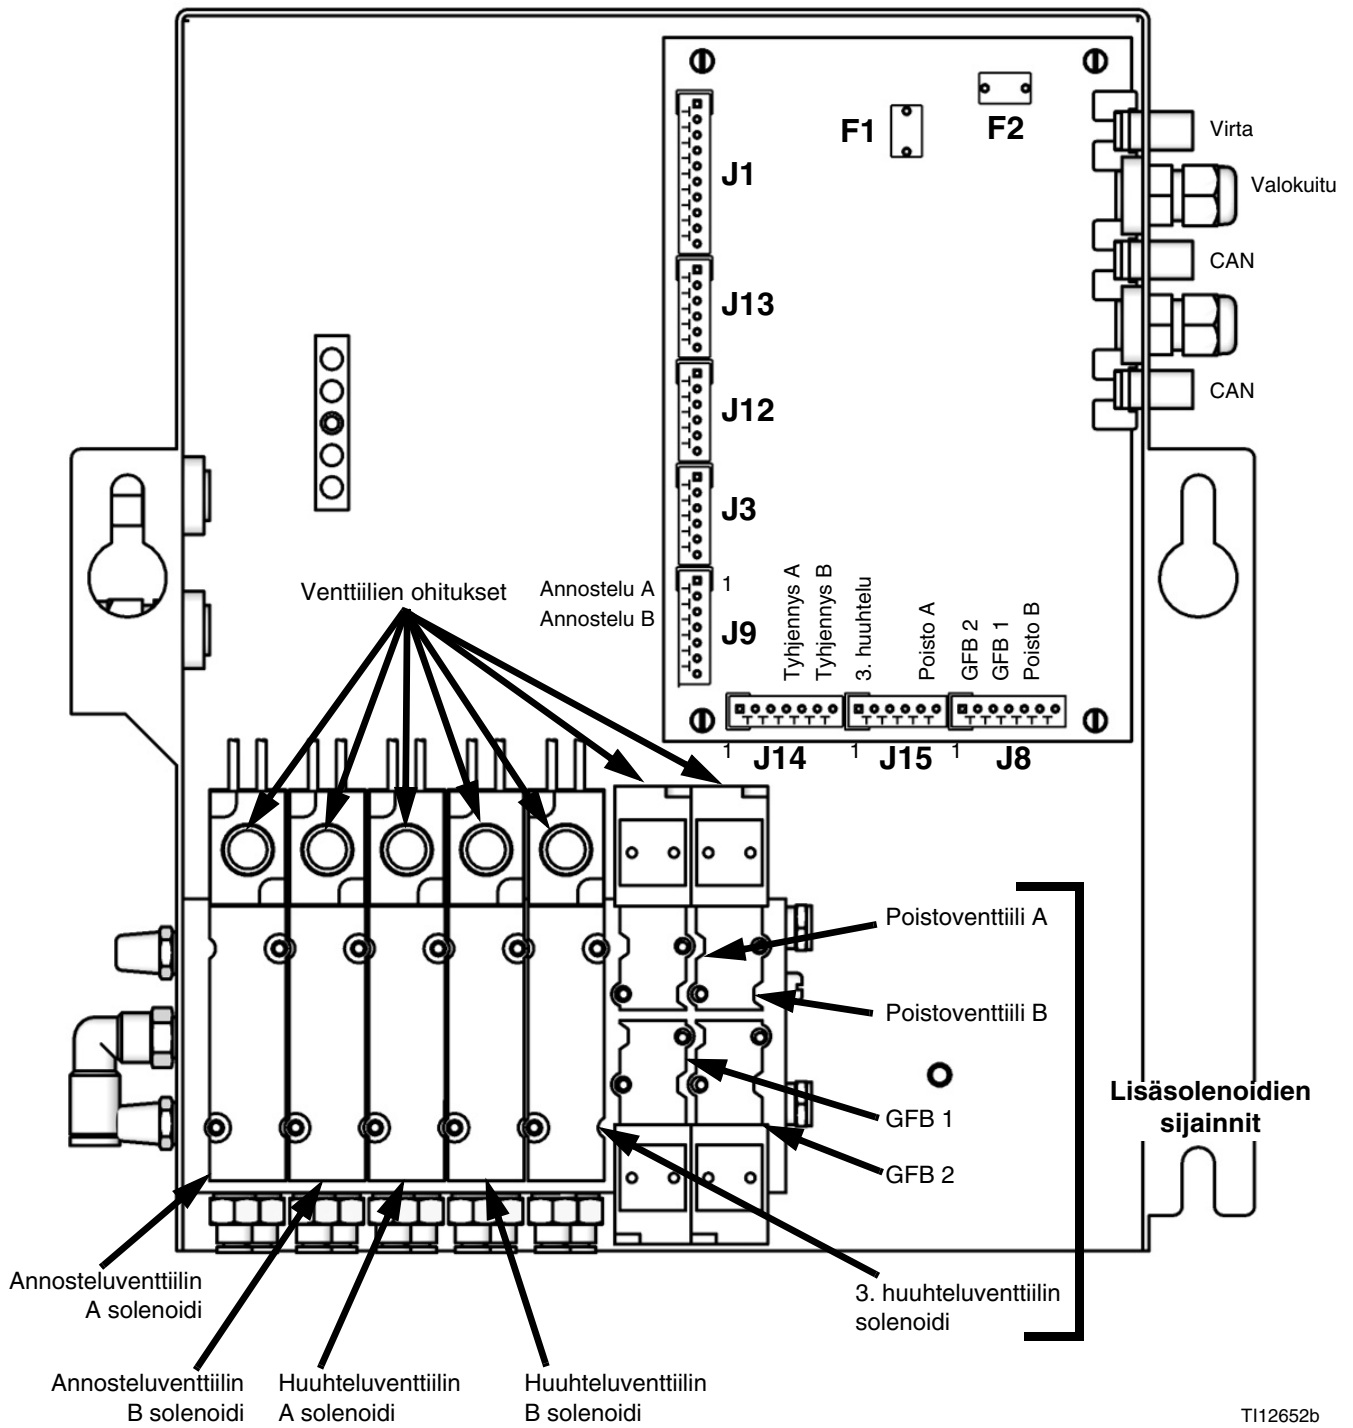 F1
F2
Virta
J1
Valokuitu
CAN
J13
CAN
J12
J3
Venttiilien ohitukset
Annostelu A
Annostelu B
1
J9
Tyhjennys A
Tyhjennys B
3. huuhtelu
Poisto A
GFB 2
GFB 1
Poisto B
1
J14
1
J15
1
J8
Poistoventtiili A
Poistoventtiili B
GFB 1
GFB 2
Lisäsolenoidien
sijainnit
Annosteluventtiilin
A solenoidi
3. huuhteluventtiilin
solenoidi
Annosteluventtiilin
B solenoidi
Huuhteluventtiilin
A solenoidi
Huuhteluventtiilin
B solenoidi
TI12652b